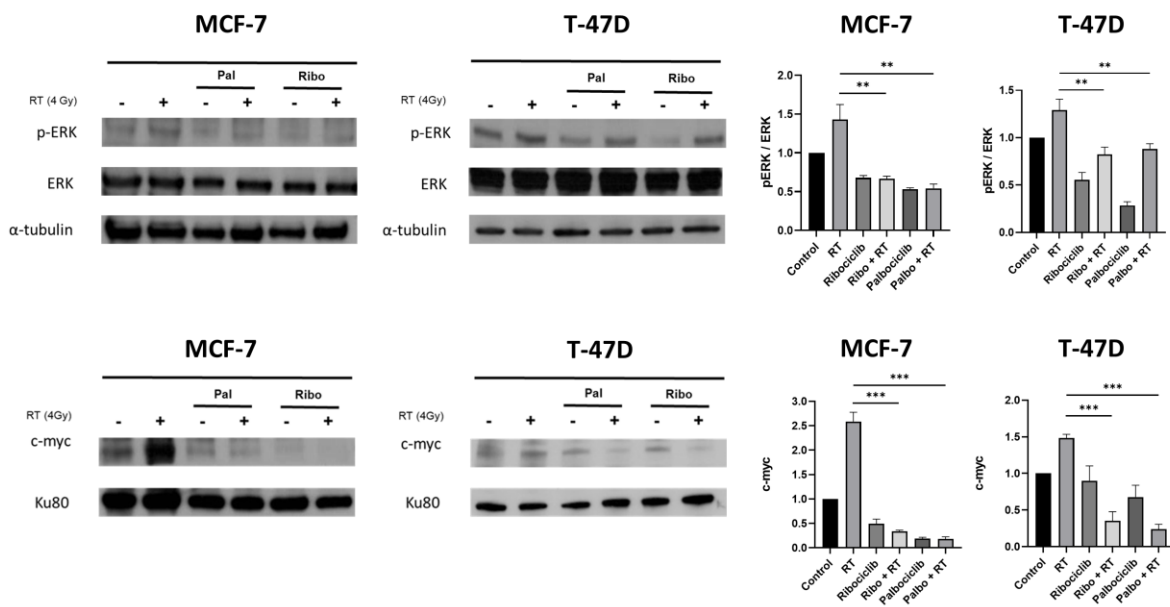 MCF-7
Pal Ribo
RT (4 Gy) - + - + - +
p-ERK
ERK
α-tubulin
T-47D
Pal Ribo
RT (4Gy) - + - + - +
p-ERK
ERK
α-tubulin
MCF-7
**
**
pERK / ERK
2.0
1.5
1.0
0.5
0.0
Control RT Ribociclib Ribo + RT Palbociclib Palbo + RT
T-47D
**
**
pERK / ERK
1.5
1.0
0.5
0.0
Control RT Ribociclib Ribo + RT Palbociclib Palbo + RT
MCF-7
Pal Ribo
RT (4Gy) - + - + - +
c-myc
Ku80
T-47D
Pal Ribo
RT (4Gy) - + - + - +
c-myc
Ku80
MCF-7
***
***
c-myc
3.0
2.5
2.0
1.5
1.0
0.5
0.0
Control RT Ribociclib Ribo + RT Palbociclib Palbo + RT
T-47D
***
***
c-myc
2.0
1.5
1.0
0.5
0.0
Control RT Ribociclib Ribo + RT Palbociclib Palbo + RT